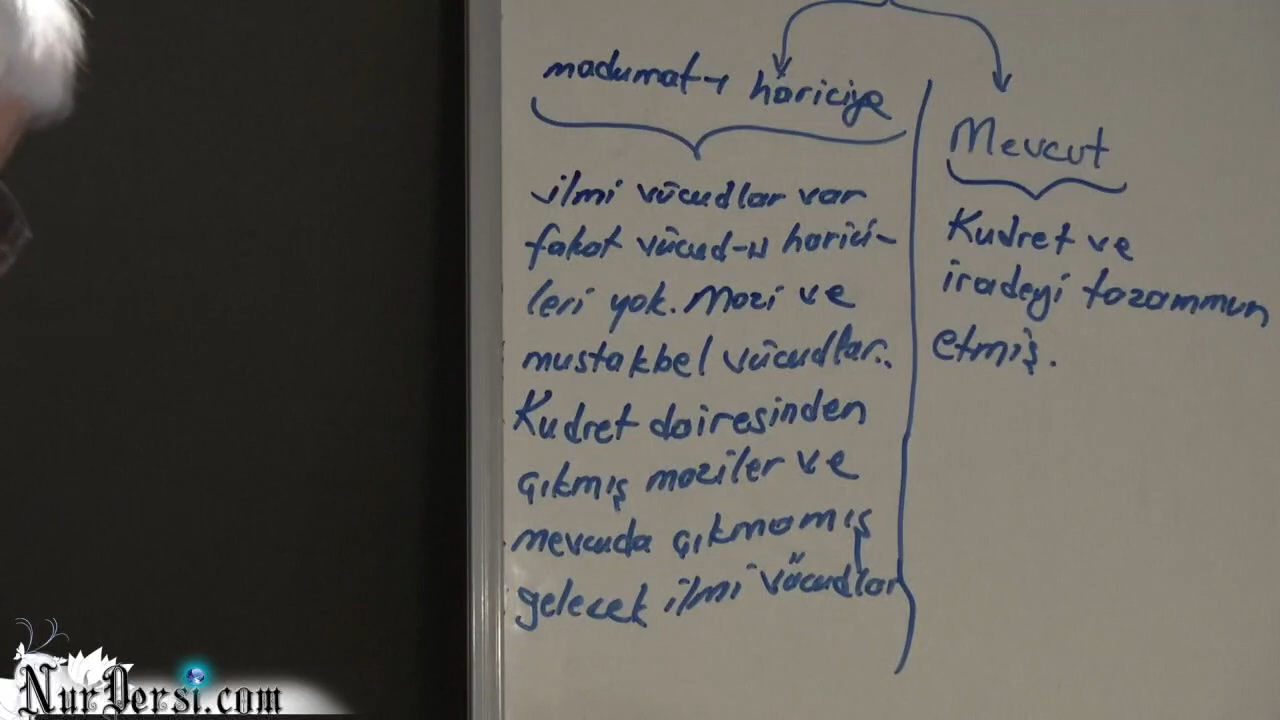 madumat-ı hariciye
ilmi vücudlar var
fakat vücud-u harici-
leri yok. Mazi ve
mustakbel vücudlar..
Kudret dairesinden
çıkmış maziler ve
mevcuda çıkmamış
gelecek ilmi vücudlar
Mevcut
Kudret ve
iradeyi tazammun
etmiş.
NurDersi.com